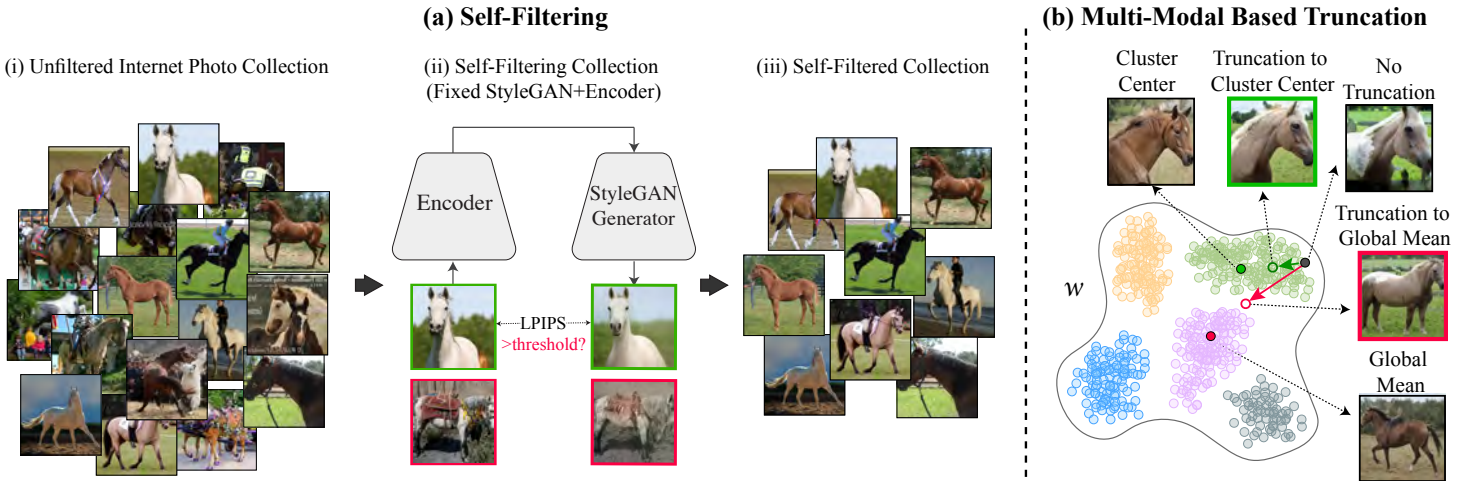 (a) Self-Filtering
(i) Unfiltered Internet Photo Collection
(ii) Self-Filtering Collection
(Fixed StyleGAN+Encoder)
(iii) Self-Filtered Collection
Encoder
StyleGAN
Generator
LPIPS
>threshold?
(b) Multi-Modal Based Truncation
Cluster
Center
Truncation to
Cluster Center
No
Truncation
Truncation to
Global Mean
w
Global
Mean